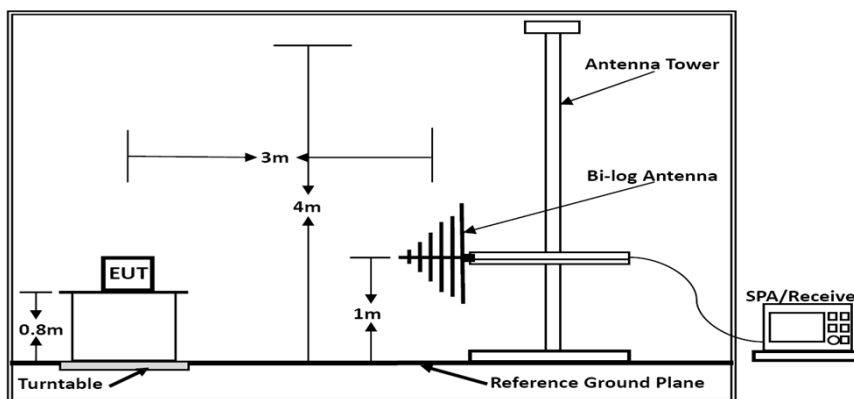 Antenna Tower
3m
Bi-log Antenna
4m
EUT
0.8m
1m
SPA/Receive
Turntable
Reference Ground Plane